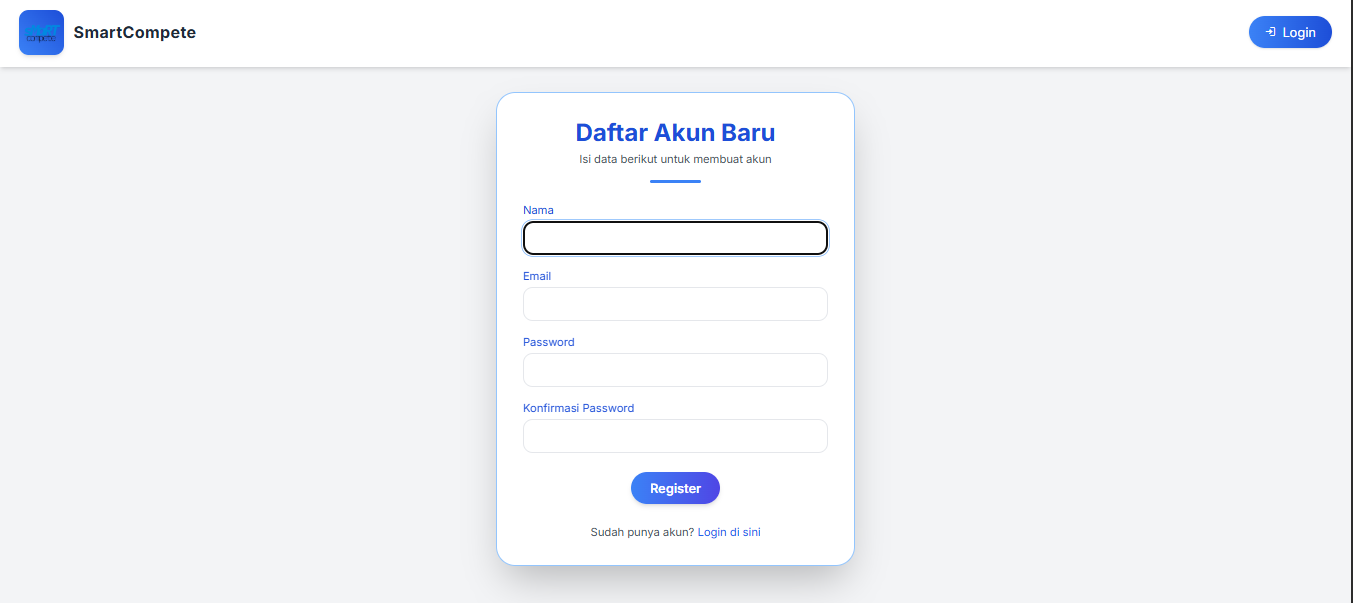 compete
SmartCompete
Login
Daftar Akun Baru
Isi data berikut untuk membuat akun
Nama
Email
Password
Konfirmasi Password
Register
Sudah punya akun? Login di sini